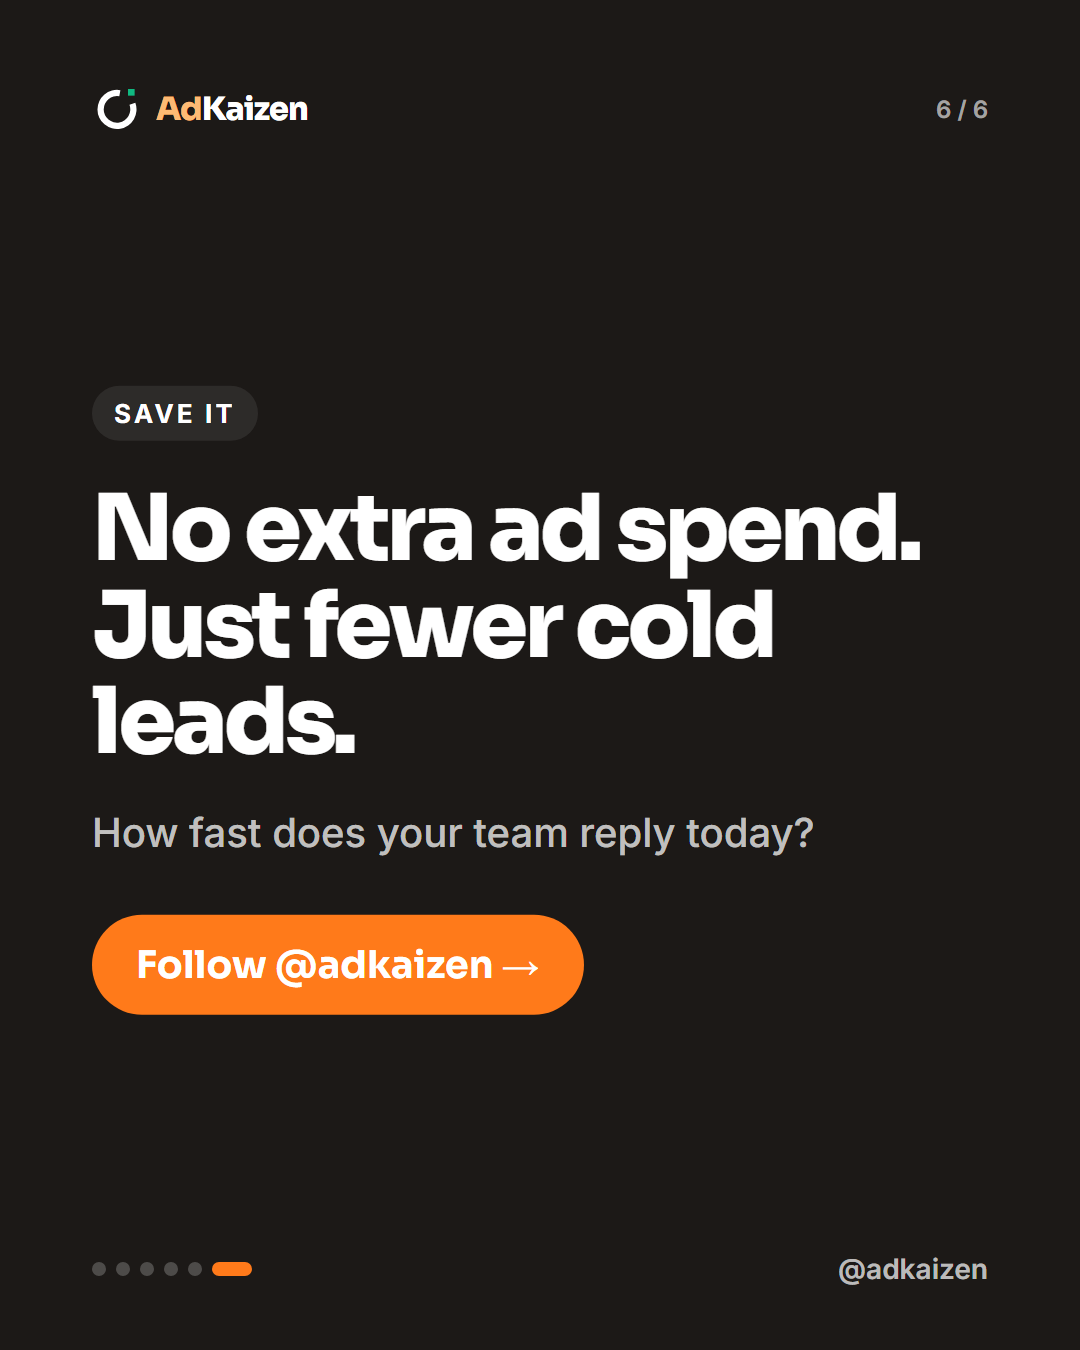 AdKaizen
6 / 6
SAVE IT
No extra ad spend.
Just fewer cold
leads.
How fast does your team reply today?
Follow @adkaizen →
@adkaizen